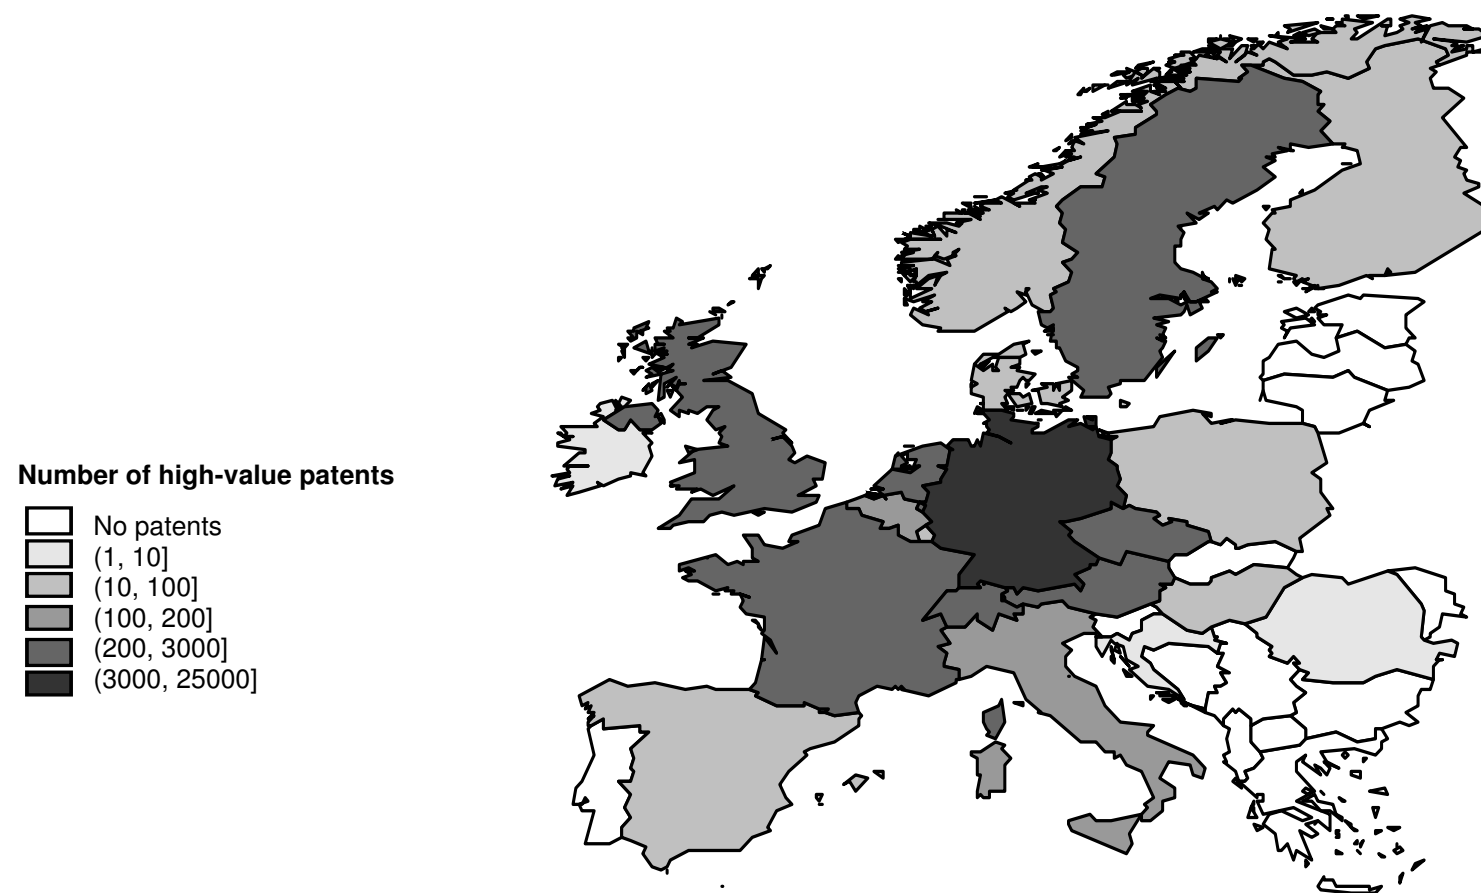 Number of high-value patents
No patents
(1, 10]
(10, 100]
(100, 200]
(200, 3000]
(3000, 25000]